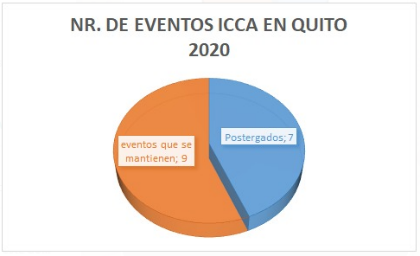 NR. DE EVENTOS ICCA EN QUITO
2020
Postergados; 7
eventos que se
mantienen; 9